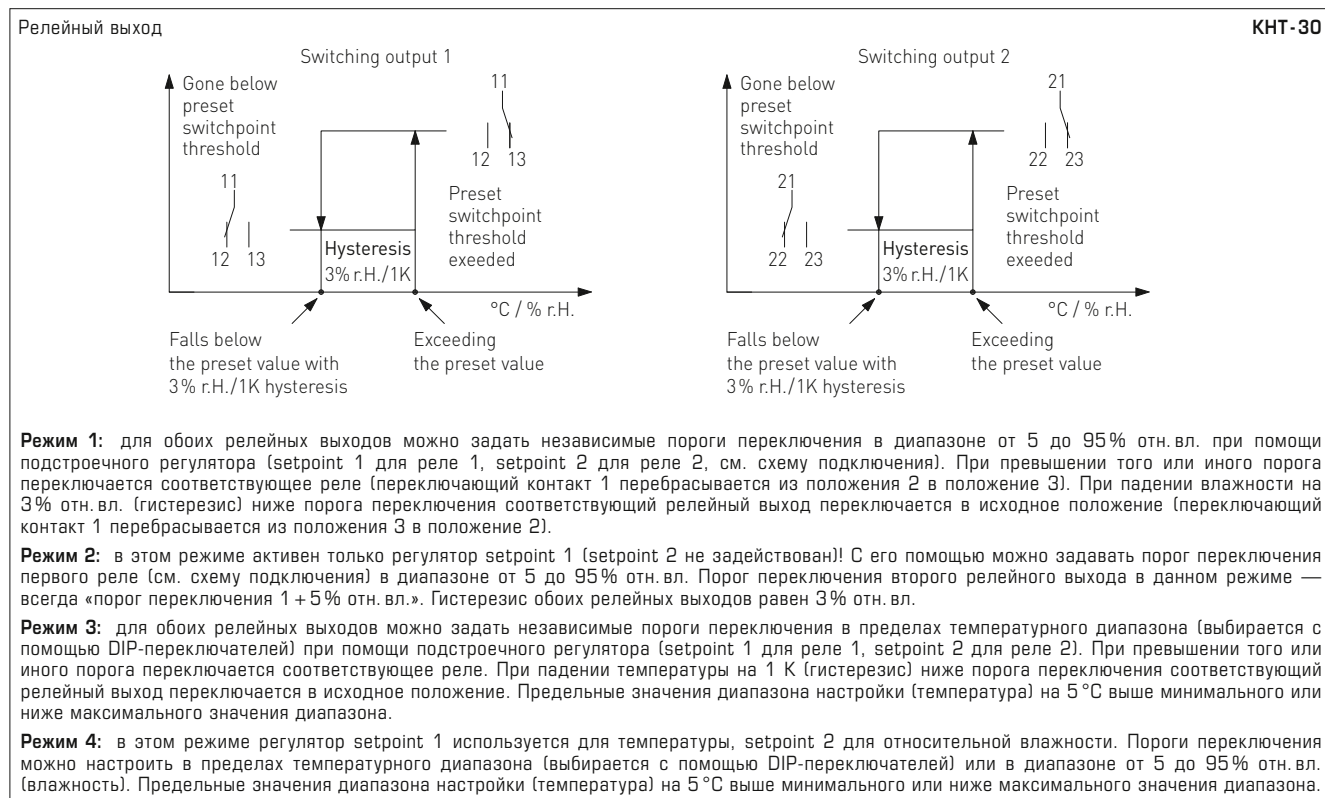 Релейный выход
КНТ-30
Switching output 1
Gone below
preset
switchpoint
threshold
11
12 13
11
12 13
Preset
switchpoint
threshold
exeeded
Hysteresis
3% r.H./1K
°C / % r.H.
Falls below
the preset value with
3% r.H./1K hysteresis
Exceeding
the preset value
Switching output 2
Gone below
preset
switchpoint
threshold
21
22 23
21
22 23
Preset
switchpoint
threshold
exeeded
Hysteresis
3% r.H./1K
°C / % r.H.
Falls below
the preset value with
3% r.H./1K hysteresis
Exceeding
the preset value
Режим 1: для обоих релейных выходов можно задать независимые пороги переключения в диапазоне от 5 до 95% отн. вл. при помощи
подстроечного регулятора (setpoint 1 для реле 1, setpoint 2 для реле 2, см. схему подключения). При превышении того или иного порога
переключается соответствующее реле (переключающий контакт 1 перебрасывается из положения 2 в положение 3). При падении влажности на
3% отн. вл. (гистерезис) ниже порога переключения соответствующий релейный выход переключается в исходное положение (переключающий
контакт 1 перебрасывается из положения 3 в положение 2).
Режим 2: в этом режиме активен только регулятор setpoint 1 (setpoint 2 не задействован)! С его помощью можно задавать порог переключения
первого реле (см. схему подключения) в диапазоне от 5 до 95% отн. вл. Порог переключения второго релейного выхода в данном режиме —
всегда «порог переключения 1 + 5% отн. вл.». Гистерезис обоих релейных выходов равен 3% отн. вл.
Режим 3: для обоих релейных выходов можно задать независимые пороги переключения в пределах температурного диапазона (выбирается с
помощью DIP-переключателей) при помощи подстроечного регулятора (setpoint 1 для реле 1, setpoint 2 для реле 2). При превышении того или
иного порога переключается соответствующее реле. При падении температуры на 1 К (гистерезис) ниже порога переключения соответствующий
релейный выход переключается в исходное положение. Предельные значения диапазона настройки (температура) на 5°C выше минимального или
ниже максимального значения диапазона.
Режим 4: в этом режиме регулятор setpoint 1 используется для температуры, setpoint 2 для относительной влажности. Пороги переключения
можно настроить в пределах температурного диапазона (выбирается с помощью DIP-переключателей) или в диапазоне от 5 до 95% отн. вл.
(влажность). Предельные значения диапазона настройки (температура) на 5°C выше минимального или ниже максимального значения диапазона.